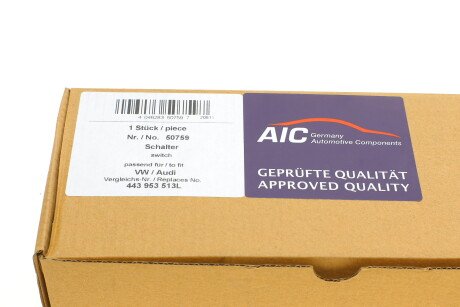 1 Stück / piece
Nr. / No. 50759
Schalter
switch
passend für / to fit
VW / Audi
Vergleichs-Nr. / Replaces No.
443 953 513L
AIC Germany
Automotive Components
GEPRÜFTE QUALITÄT
APPROVED QUALITY